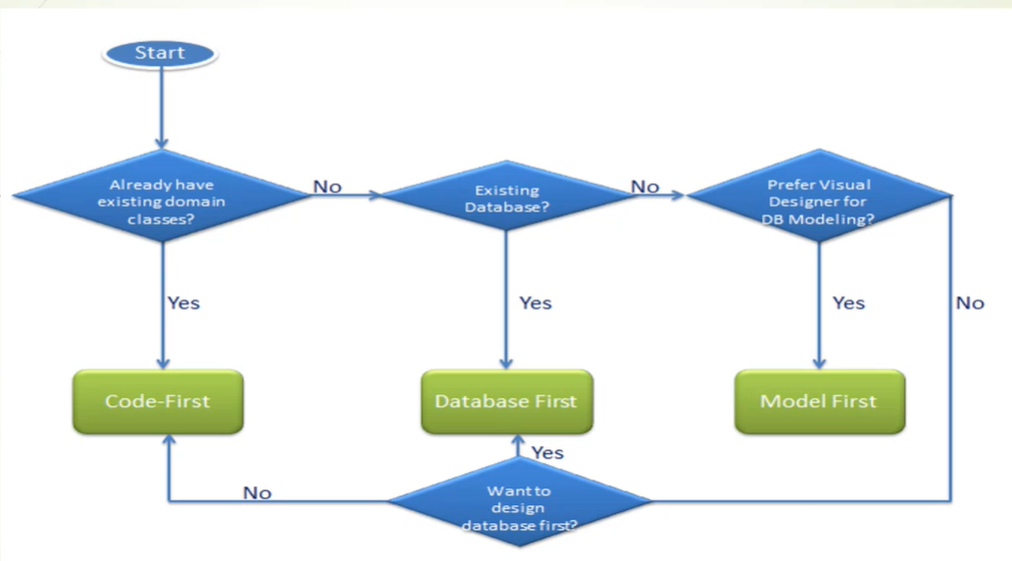 Start
Already have
existing domain
classes?
No
Existing
Database?
No
Prefer Visual
Designer for
DB Modeling?
Yes
Yes
Yes
No
Code-First
Database First
Model First
Yes
No
Want to
design
database first?